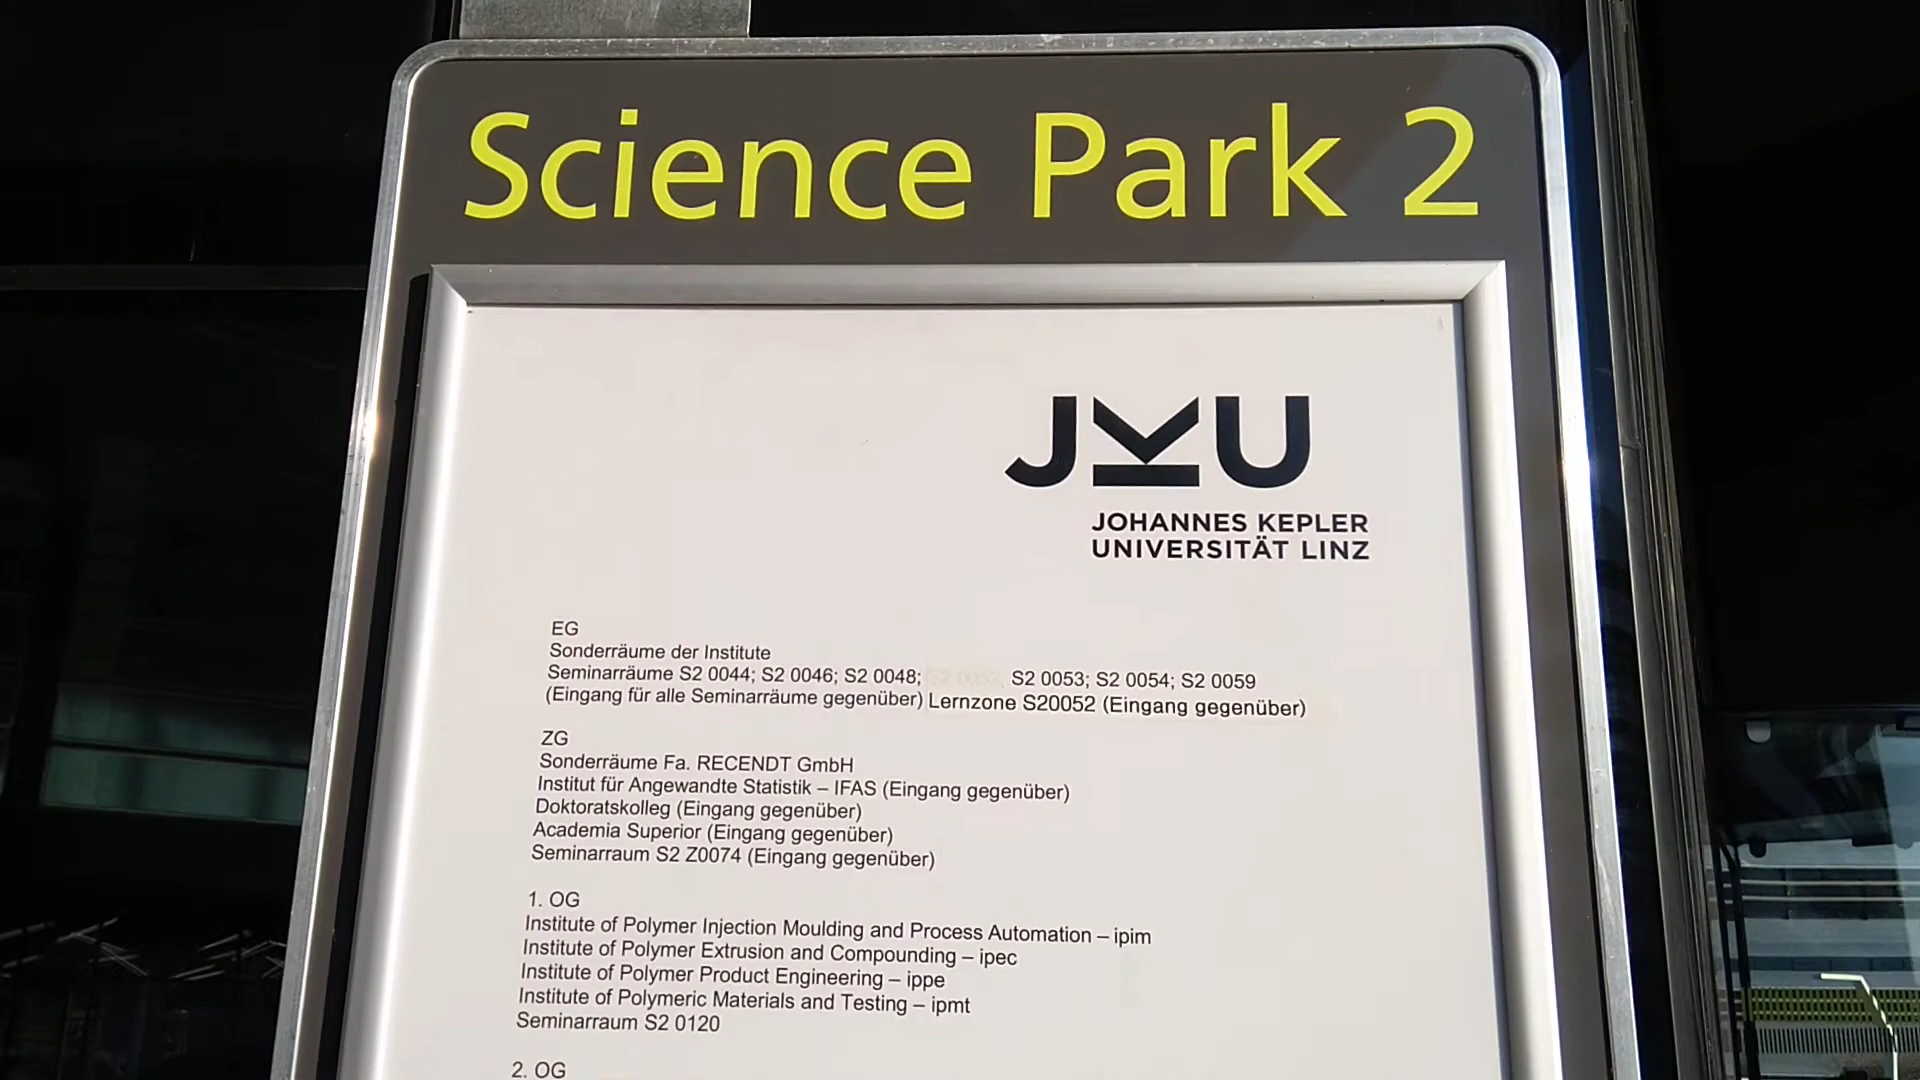 Science Park 2
JKU
JOHANNES KEPLER
UNIVERSITÄT LINZ
EG
Sonderräume der Institute
Seminarräume S2 0044; S2 0046; S2 0048; S2 0053; S2 0054; S2 0059
(Eingang für alle Seminarräume gegenüber) Lernzone S20052 (Eingang gegenüber)
ZG
Sonderräume Fa. RECENDT GmbH
Institut für Angewandte Statistik – IFAS (Eingang gegenüber)
Doktoratskolleg (Eingang gegenüber)
Academia Superior (Eingang gegenüber)
Seminarraum S2 Z0074 (Eingang gegenüber)
1. OG
Institute of Polymer Injection Moulding and Process Automation – ipim
Institute of Polymer Extrusion and Compounding – ipec
Institute of Polymer Product Engineering – ippe
Institute of Polymeric Materials and Testing – ipmt
Seminarraum S2 0120
2. OG